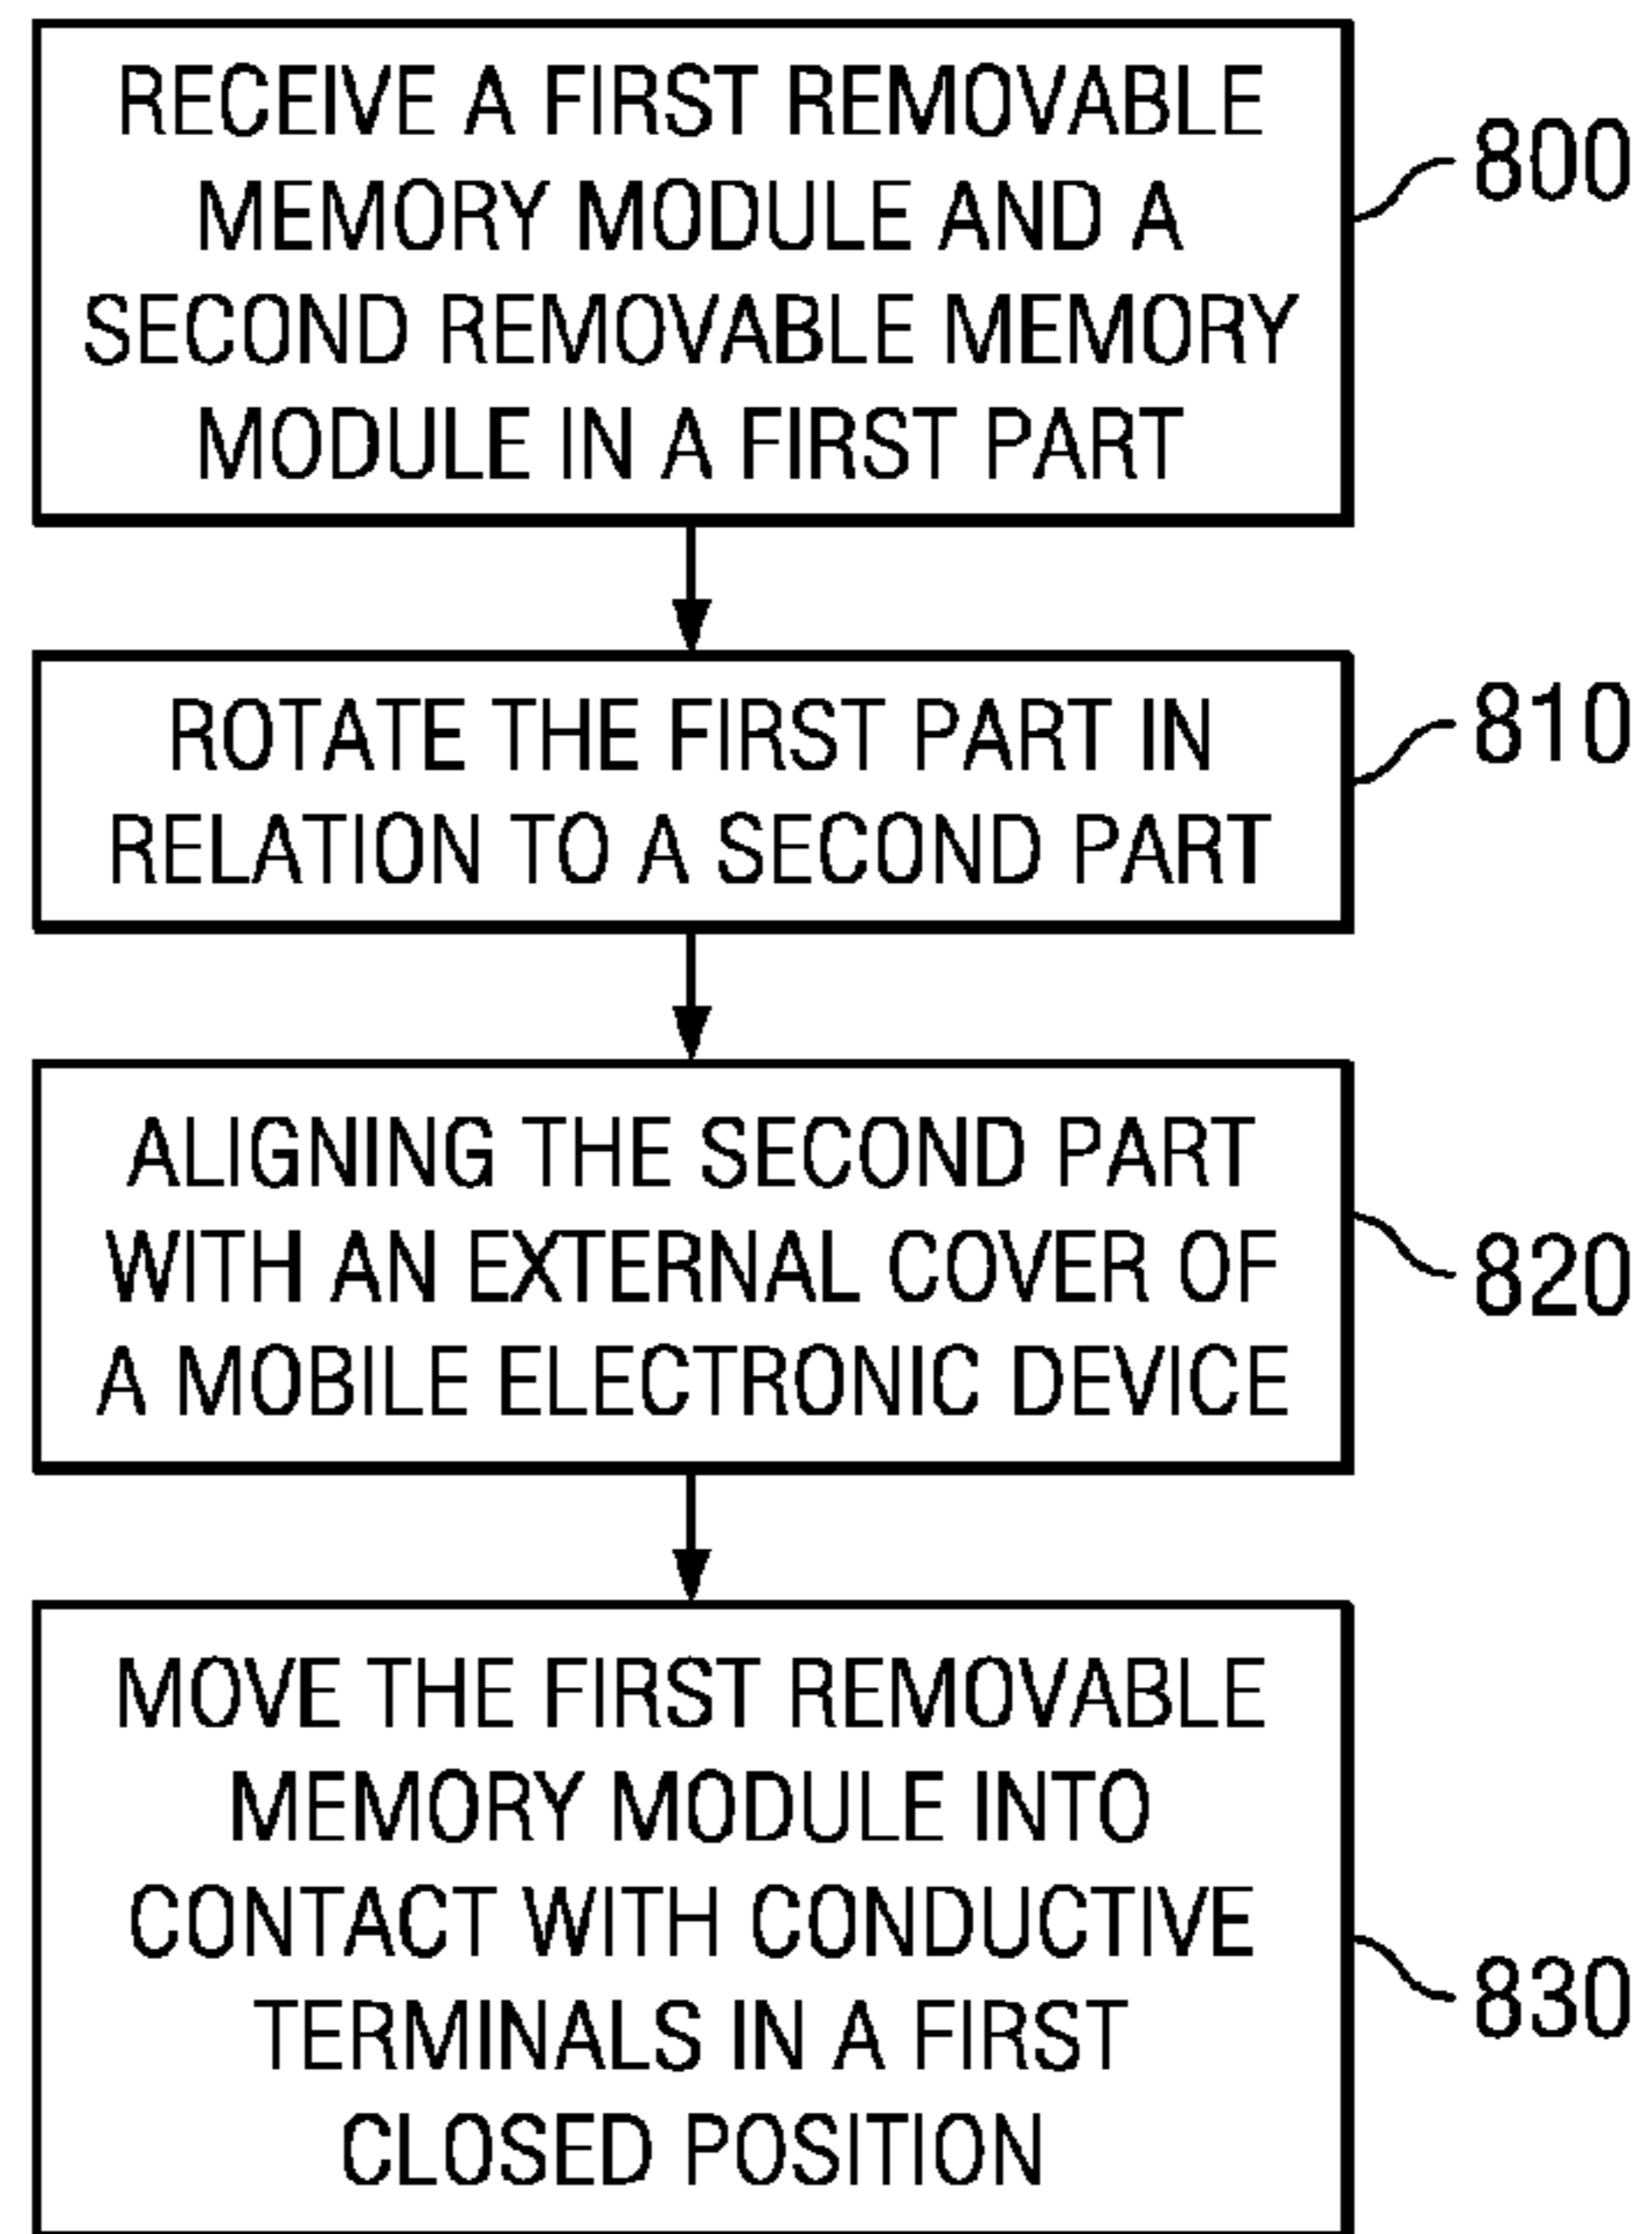 RECEIVE A FIRST REMOVABLE
MEMORY MODULE AND A
SECOND REMOVABLE MEMORY
MODULE IN A FIRST PART
800
ROTATE THE FIRST PART IN
RELATION TO A SECOND PART
810
ALIGNING THE SECOND PART
WITH AN EXTERNAL COVER OF
A MOBILE ELECTRONIC DEVICE
820
MOVE THE FIRST REMOVABLE
MEMORY MODULE INTO
CONTACT WITH CONDUCTIVE
TERMINALS IN A FIRST
CLOSED POSITION
830